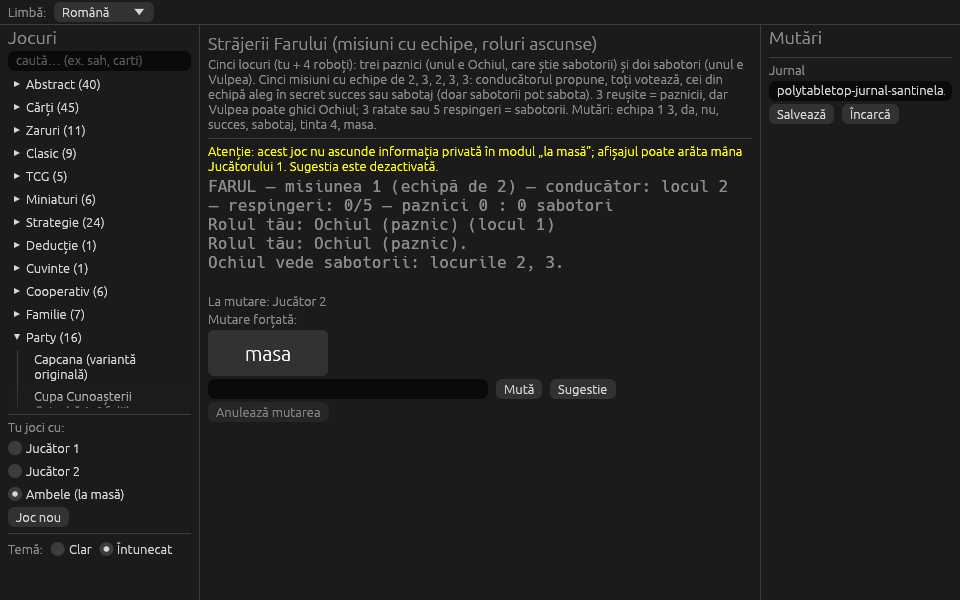 Limbă:
Română
Jocuri
caută... (ex. sah, carti)
Abstract (40)
Cărți (45)
Zaruri (11)
Clasic (9)
TCG (5)
Miniaturi (6)
Strategie (24)
Deducție (1)
Cuvinte (1)
Cooperativ (6)
Familie (7)
Party (16)
Capcana (variantă
originală)
Cupa Cunoașterii
Tu joci cu:
Jucător 1
Jucător 2
Ambele (la masă)
Joc nou
Temă:
Clar
Întunecat
Străjerii Farului (misiuni cu echipe, roluri ascunse)
Cinci locuri (tu + 4 roboți): trei paznici (unul e Ochiul, care știe sabotorii) și doi sabotori (unul e
Vulpea). Cinci misiuni cu echipe de 2, 3, 2, 3, 3: conducătorul propune, toți votează, cei din
echipă aleg în secret succes sau sabotaj (doar sabotorii pot sabota). 3 reușite = paznicii, dar
Vulpea poate ghici Ochiul; 3 ratate sau 5 respingeri = sabotorii. Mutări: echipa 1 3, da, nu,
succes, sabotaj, tinta 4, masa.
Atenție: acest joc nu ascunde informația privată în modul „la masă”; afișajul poate arăta mâna
Jucătorului 1. Sugestia este dezactivată.
FARUL — misiunea 1 (echipă de 2) — conducător: locul 2
— respingeri: 0/5 — paznici 0 : 0 sabotori
Rolul tău: Ochiul (paznic) (locul 1)
Rolul tău: Ochiul (paznic).
Ochiul vede sabotorii: locurile 2, 3.
La mutare: Jucător 2
Mutare forțată:
masa
Mută
Sugestie
Anulează mutarea
Mutări
Jurnal
polytabletop-jurnal-santinela.
Salvează
Încarcă